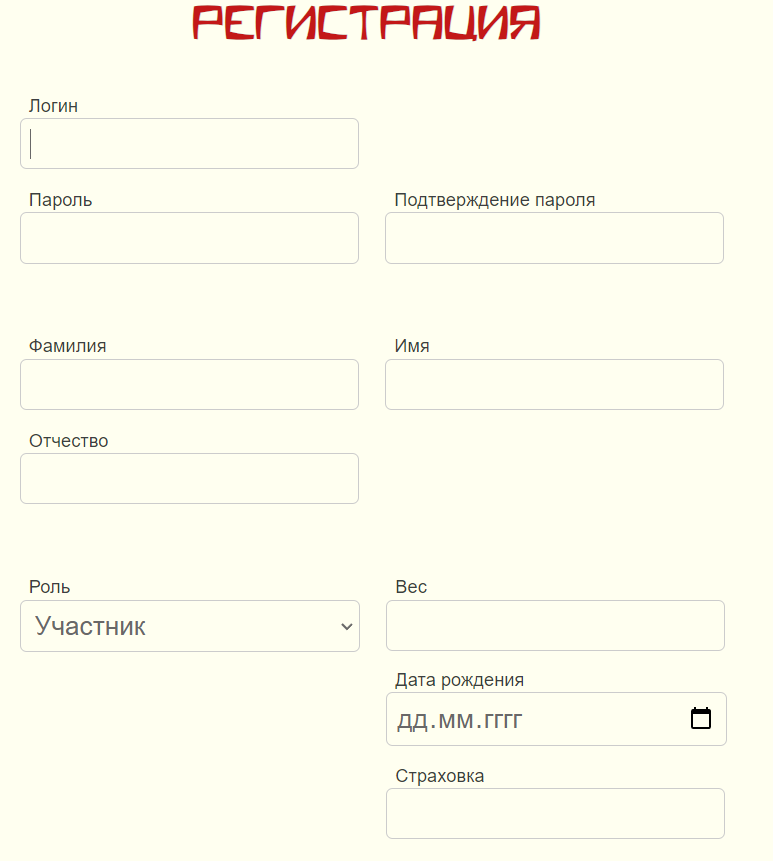 РЕГИСТРАЦИЯ
Логин
Пароль
Подтверждение пароля
Фамилия
Имя
Отчество
Роль
Вес
Участник
Дата рождения
дд.мм.гггг
Страховка